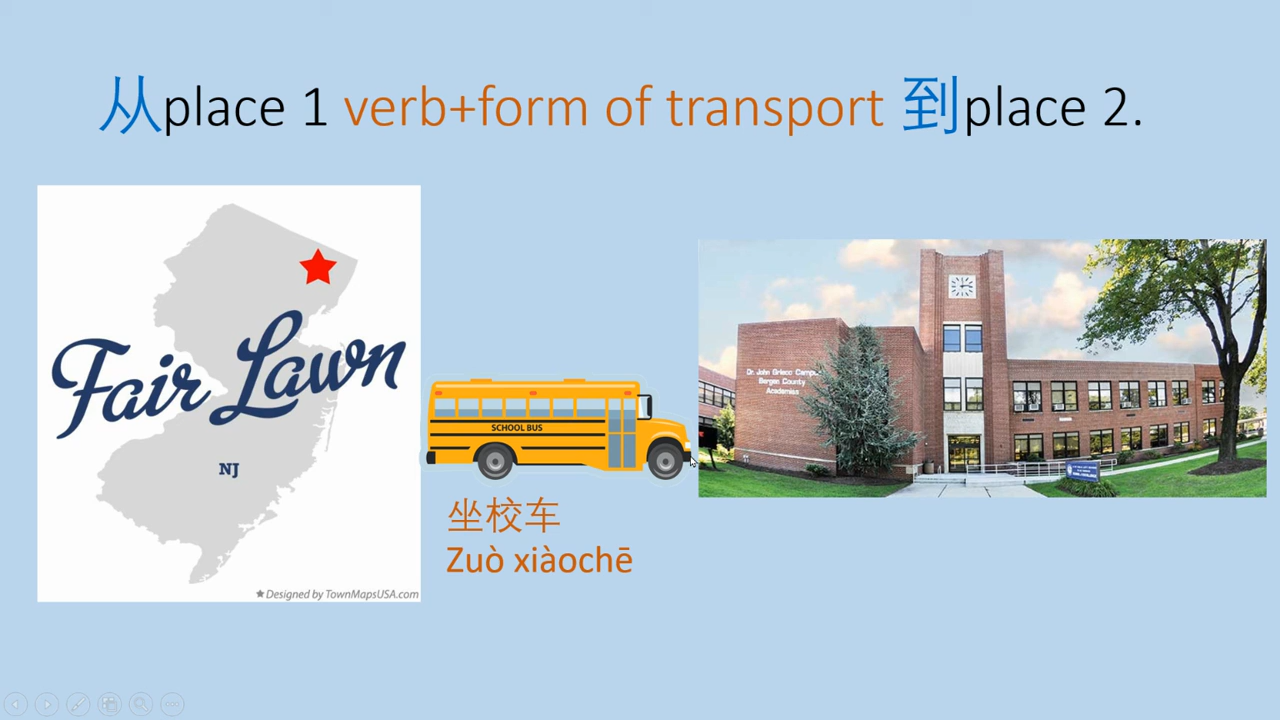 从place 1 verb+form of transport 到place 2.
Fair Lawn
NJ
Designed by TownMapsUSA.com
SCHOOL BUS
坐校车
Zuò xiàochē
Dr. John Grieco Campus
Bergen County
Academies